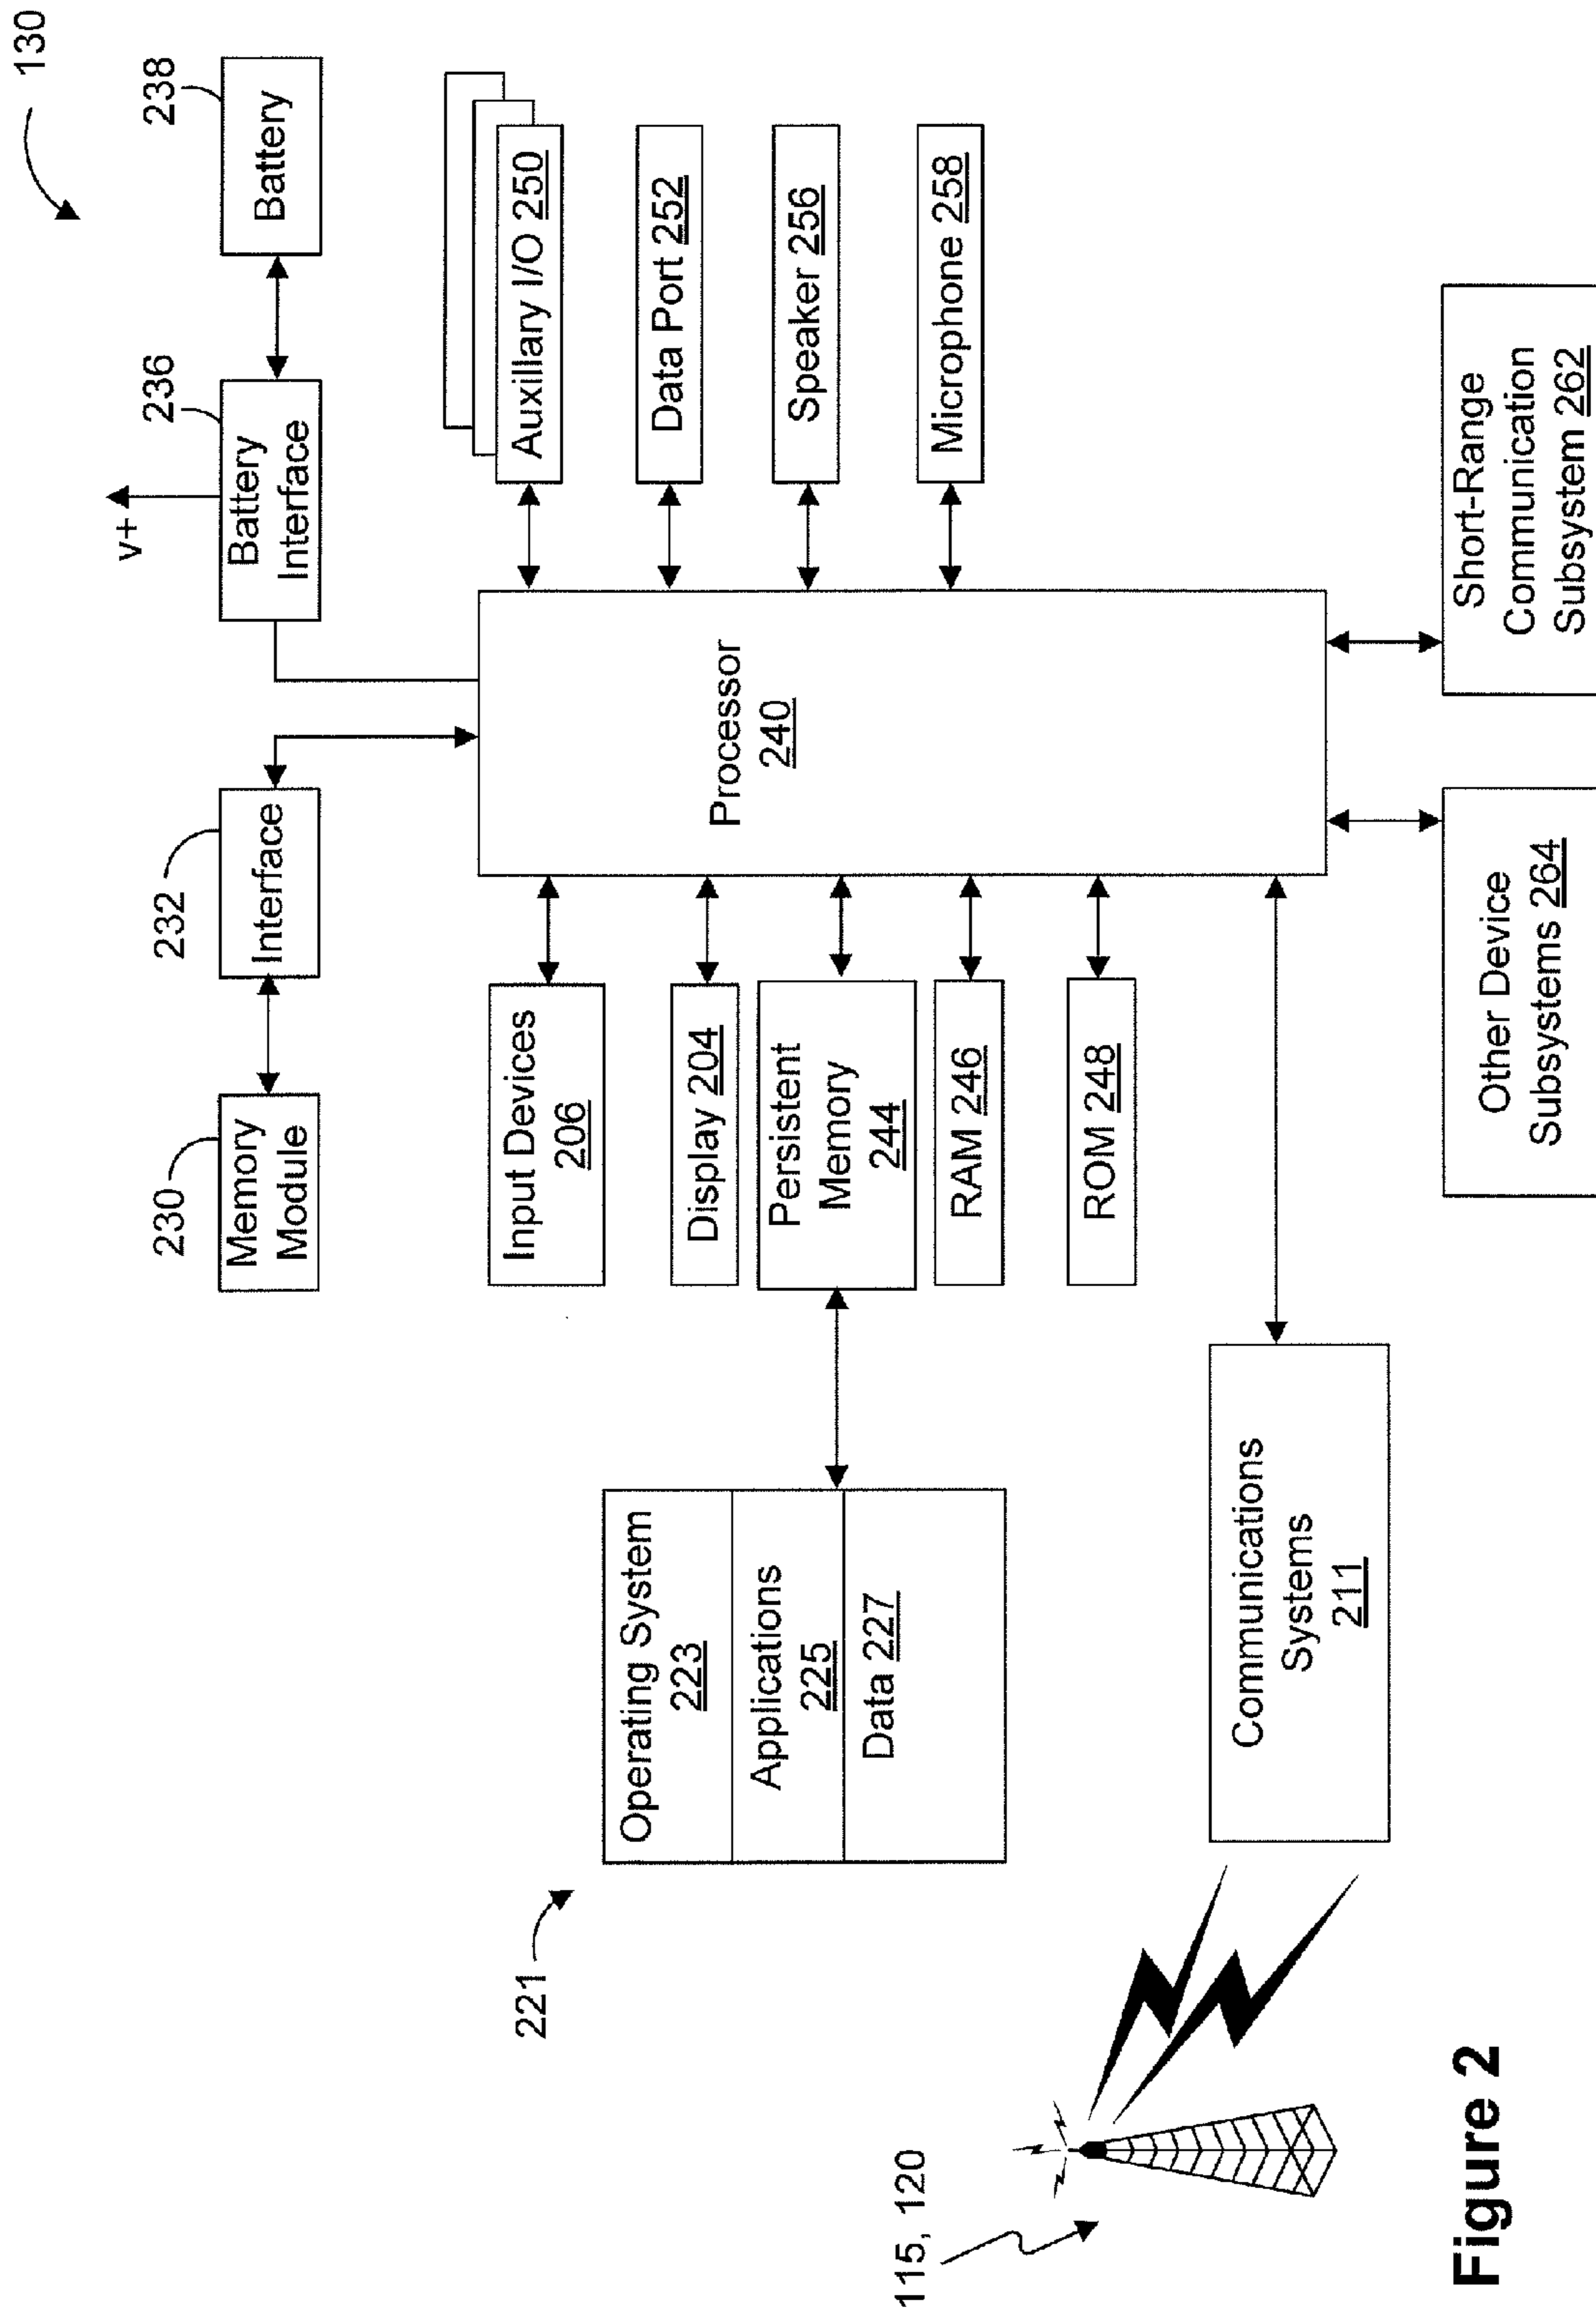 130
230
232
236
238
v+
Memory
Module
Interface
Battery
Interface
Battery
Input Devices
206
Display 204
Persistent
Memory
244
RAM 246
ROM 248
Processor
240
Auxillary I/O 250
Data Port 252
Speaker 256
Microphone 258
221
Operating System
223
Applications
225
Data 227
Communications
Systems
211
115, 120
Other Device
Subsystems 264
Short-Range
Communication
Subsystem 262
Figure 2